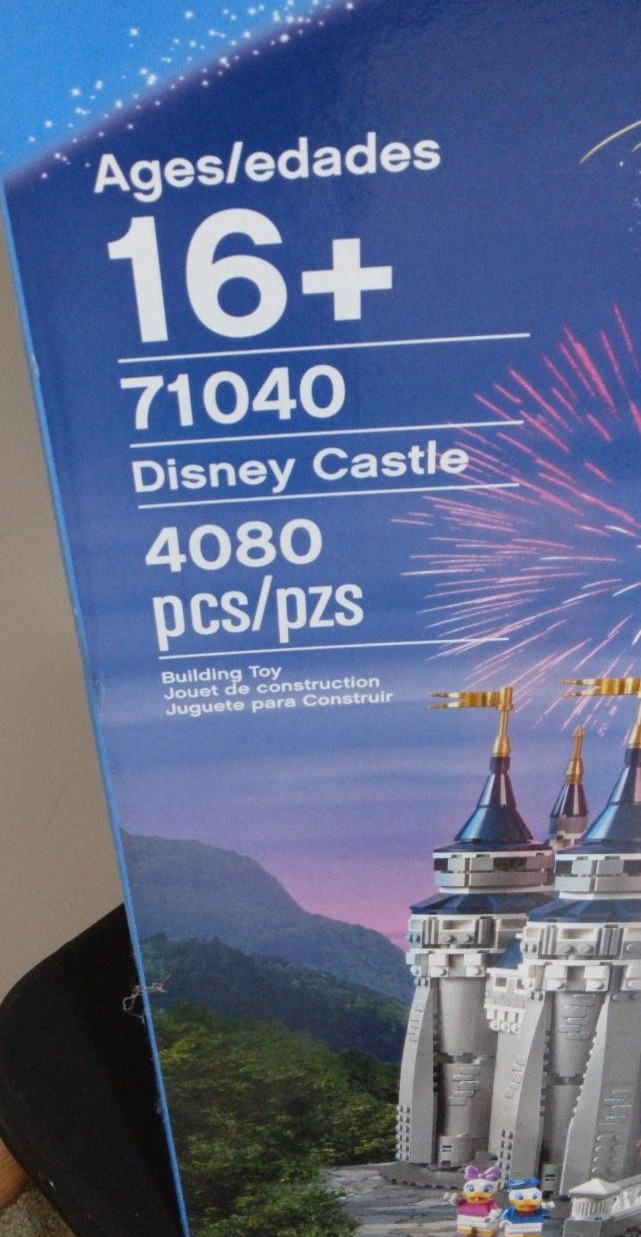 Ages/edades
16+
71040
Disney Castle
4080
pcs/pzs
Building Toy
Jouet de construction
Juguete para Construir